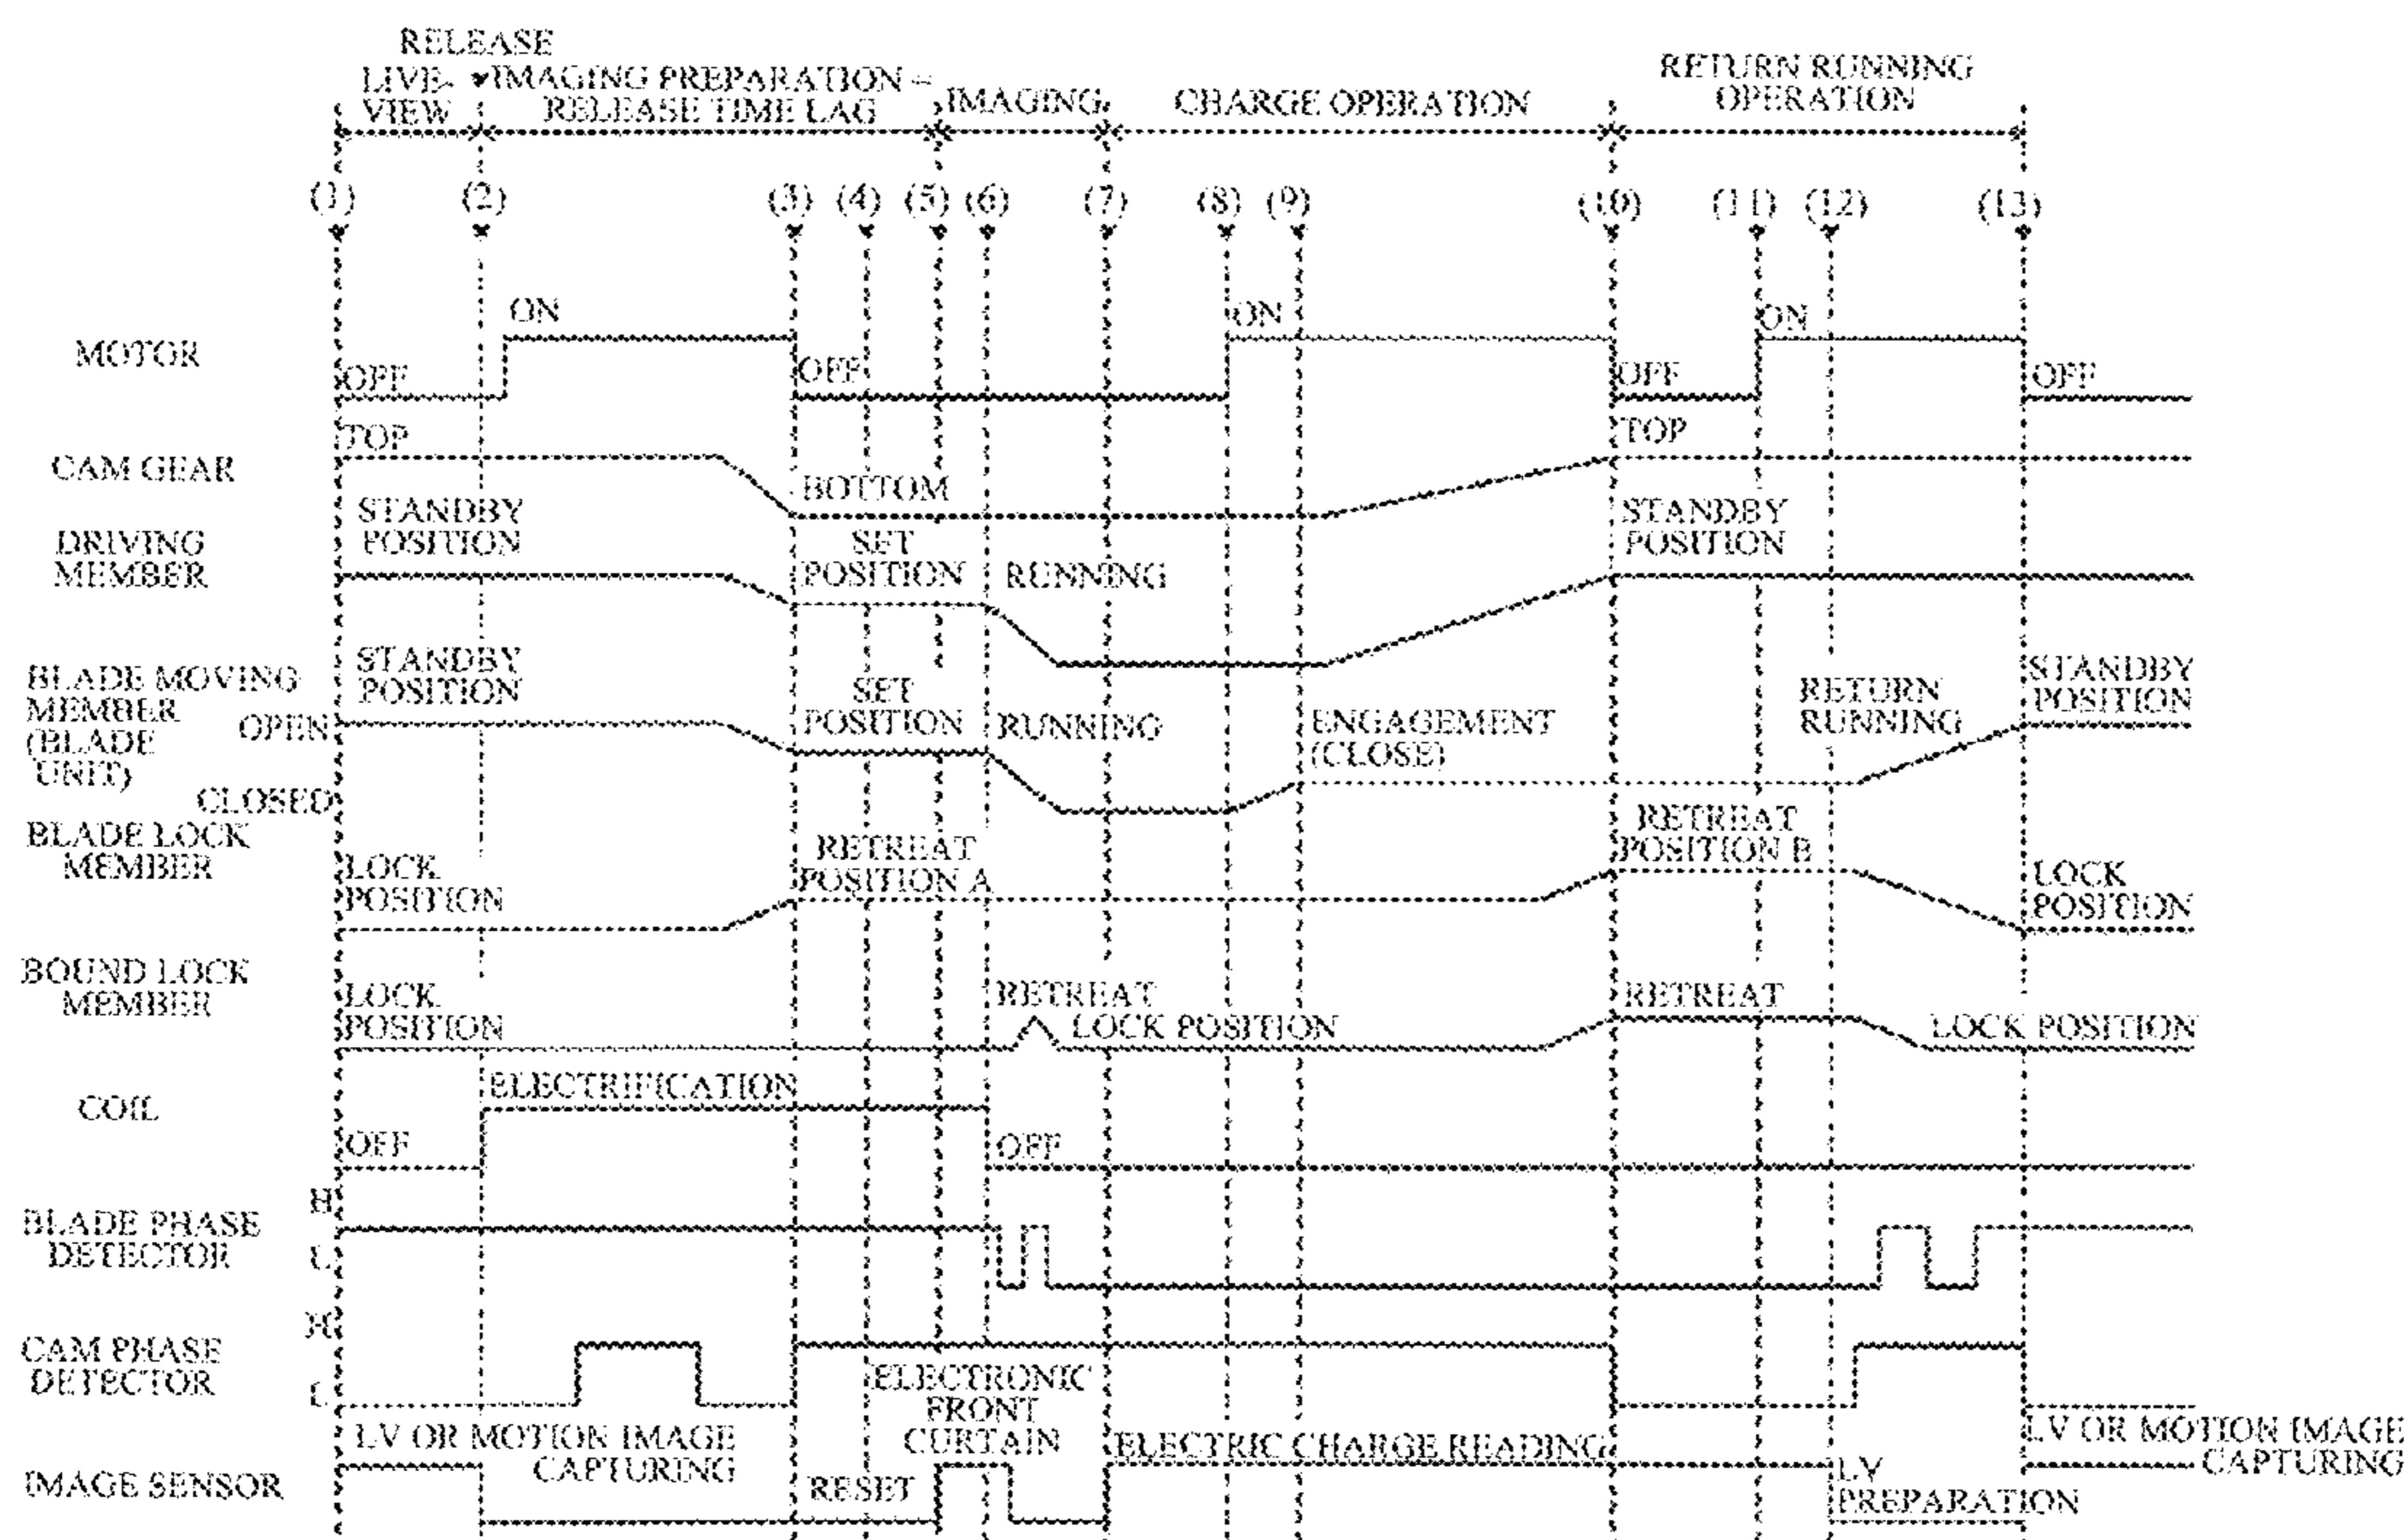 RELEASE
LIVE- IMAGING PREPARATION =
VIEW RELEASE TIME LAG
IMAGING
CHARGE OPERATION
RETURN RUNNING
OPERATION
(1) (2) (3) (4) (5) (6) (7) (8) (9) (10) (11) (12) (13)
MOTOR
OFF ON OFF ON OFF ON OFF
CAM GEAR
TOP BOTTOM TOP
DRIVING
MEMBER
STANDBY
POSITION
SET
POSITION
RUNNING
STANDBY
POSITION
BLADE MOVING
MEMBER
(BLADE
UNIT)
OPEN
CLOSED
STANDBY
POSITION
SET
POSITION
RUNNING
ENGAGEMENT
(CLOSE)
RETURN
RUNNING
STANDBY
POSITION
BLADE LOCK
MEMBER
LOCK
POSITION
RETREAT
POSITION A
RETREAT
POSITION B
LOCK
POSITION
BOUND LOCK
MEMBER
LOCK
POSITION
RETREAT
LOCK POSITION
RETREAT
LOCK POSITION
COIL
OFF ELECTRIFICATION OFF
BLADE PHASE
DETECTOR
H
L
CAM PHASE
DETECTOR
H
L
IMAGE SENSOR
LV OR MOTION IMAGE
CAPTURING
RESET
ELECTRONIC
FRONT
CURTAIN
ELECTRIC CHARGE READING
LV
PREPARATION
LV OR MOTION IMAGE
CAPTURING